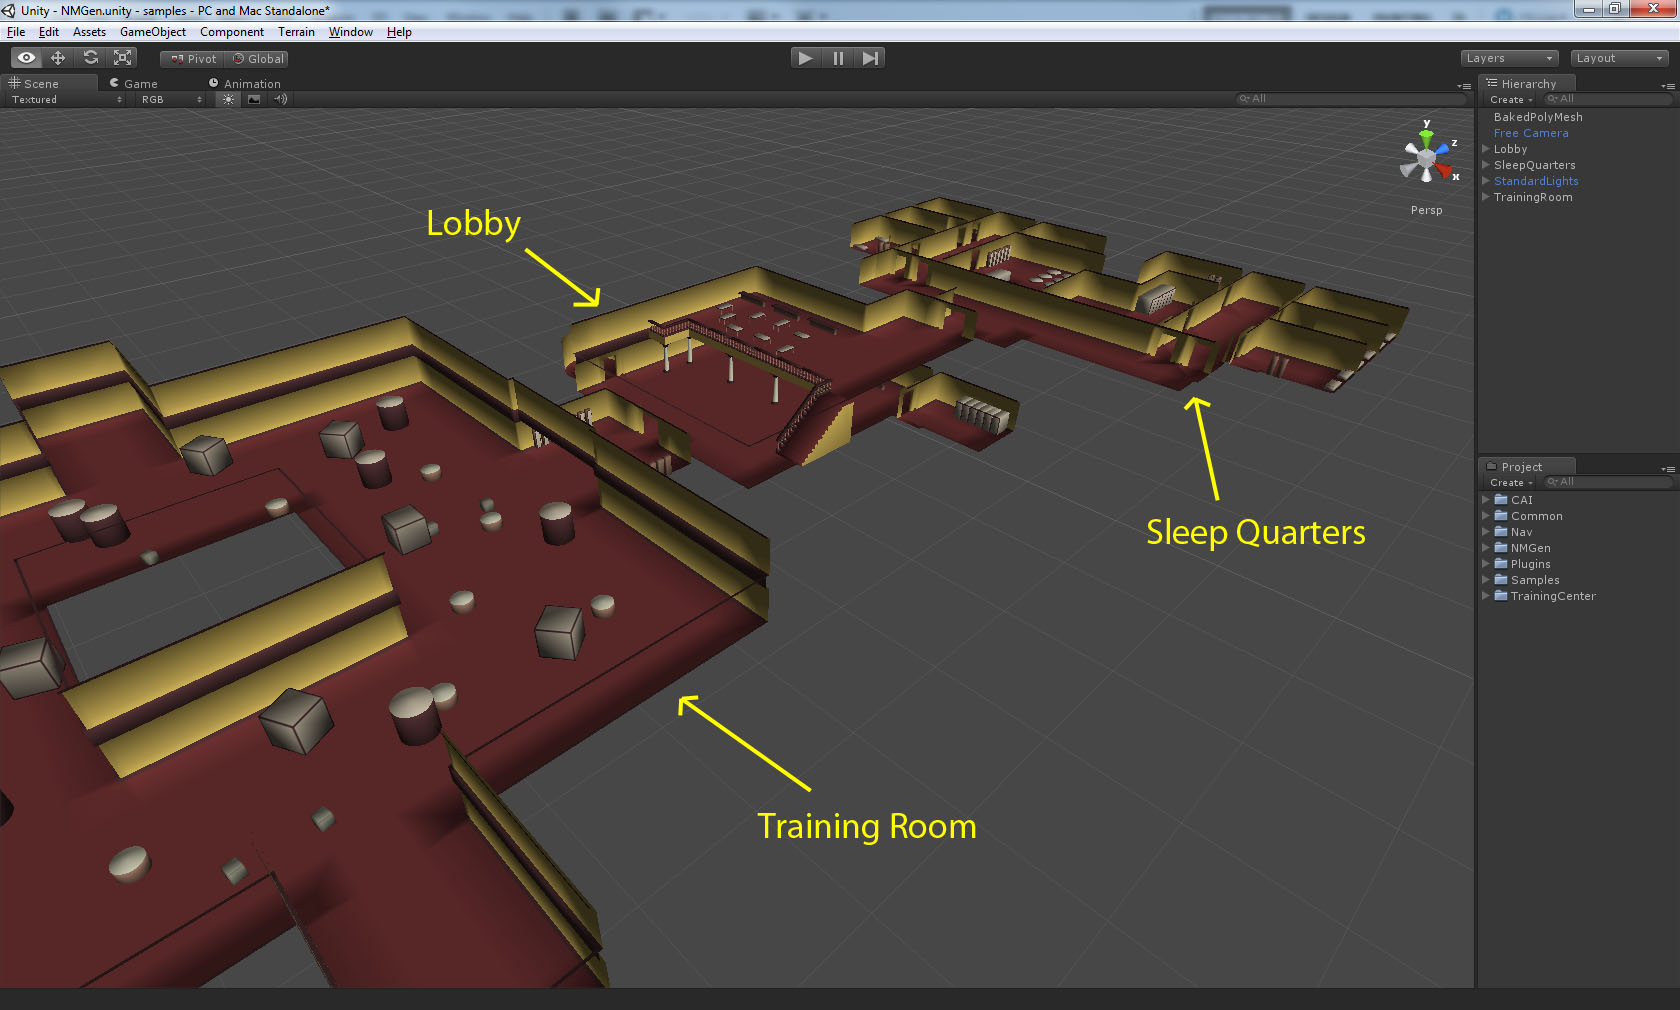 Unity - NMGen.unity - samples - PC and Mac Standalone*
File Edit Assets GameObject Component Terrain Window Help
Pivot Global Layers Layout
Scene Game Animation
Textured RGB All
Hierarchy
Create All
BakedPolyMesh
Free Camera
Lobby
SleepQuarters
StandardLights
TrainingRoom
y
z
x
Persp
Lobby
Sleep Quarters
Training Room
Project
Create All
CAI
Common
Nav
NMGen
Plugins
Samples
TrainingCenter